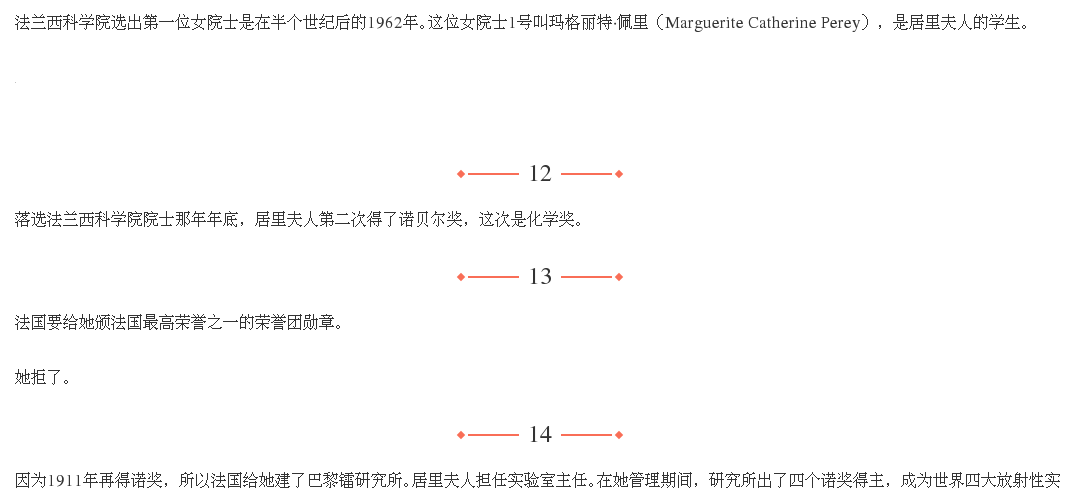 法兰西科学院选出第一位女院士是在半个世纪后的1962年。这位女院士1号叫玛格丽特·佩里（Marguerite Catherine Perey），是居里夫人的学生。
12
落选法兰西科学院院士那年年底，居里夫人第二次得了诺贝尔奖，这次是化学奖。
13
法国要给她颁法国最高荣誉之一的荣誉团勋章。
她拒了。
14
因为1911年再得诺奖，所以法国给她建了巴黎镭研究所。居里夫人担任实验室主任。在她管理期间，研究所出了四个诺奖得主，成为世界四大放射性实